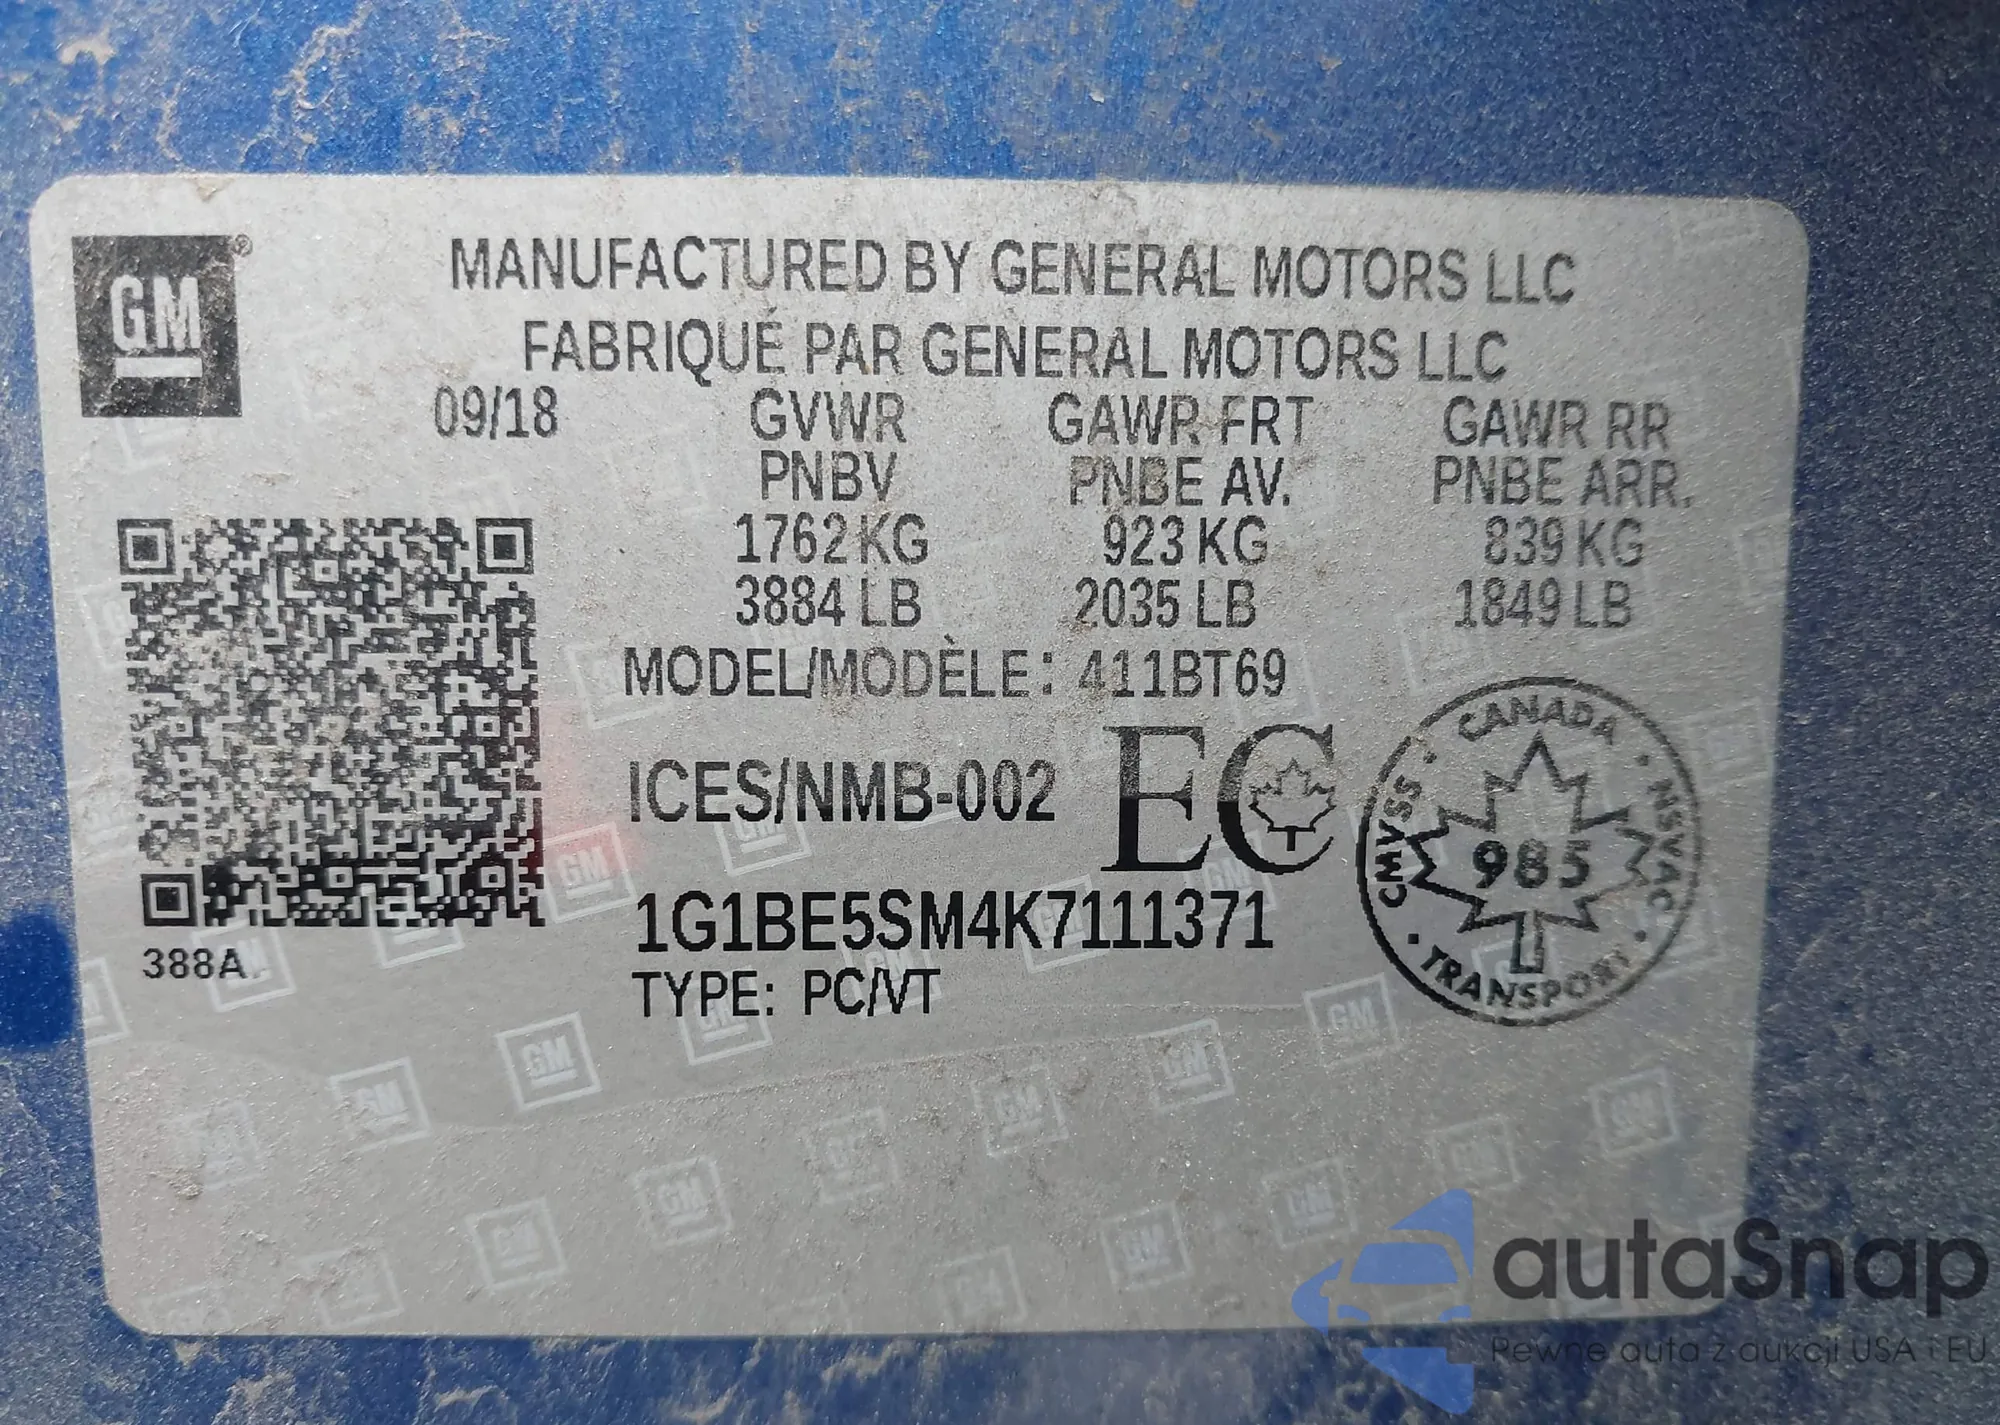 GM ®
MANUFACTURED BY GENERAL MOTORS LLC
FABRIQUÉ PAR GENERAL MOTORS LLC
09/18 GVWR GAWR FRT GAWR RR
PNBV PNBE AV. PNBE ARR.
1762 KG 923 KG 839 KG
3884 LB 2035 LB 1849 LB
MODEL/MODÈLE: 411BT69
ICES/NMB-002 EC
1G1BE5SM4K7111371
TYPE: PC/VT
388A
CANADA · NSVAC · TRANSPORT · CMVSS ·
985
autaSnap
Pewne auta z aukcji USA i EU